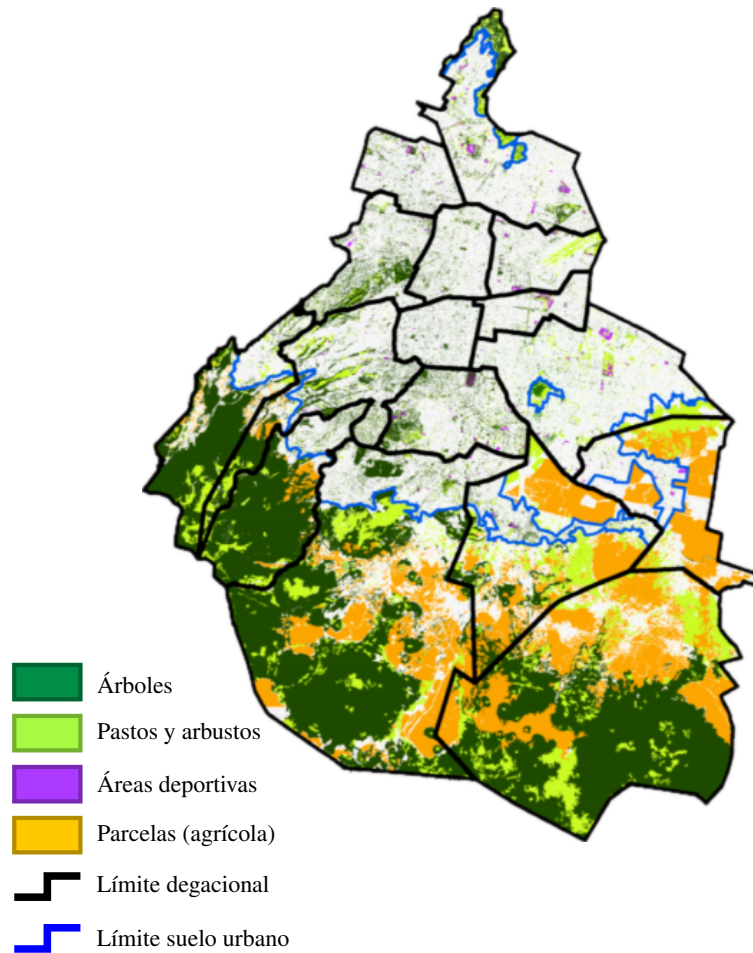 Árboles
Pastos y arbustos
Áreas deportivas
Parcelas (agrícola)
Límite degacional
Límite suelo urbano